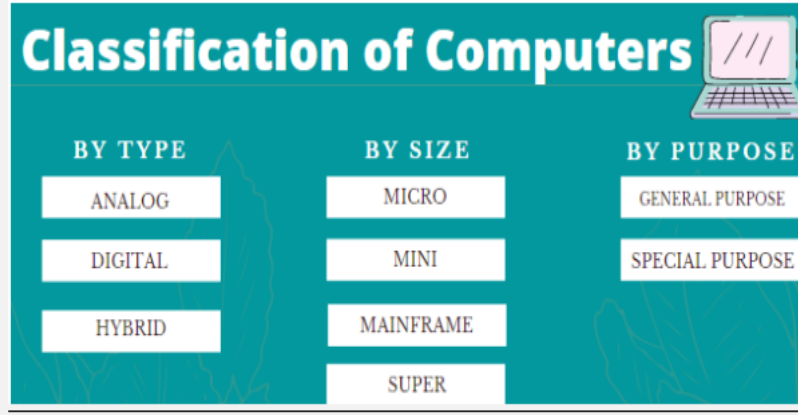 Classification of Computers
BY TYPE
ANALOG
DIGITAL
HYBRID
BY SIZE
MICRO
MINI
MAINFRAME
SUPER
BY PURPOSE
GENERAL PURPOSE
SPECIAL PURPOSE